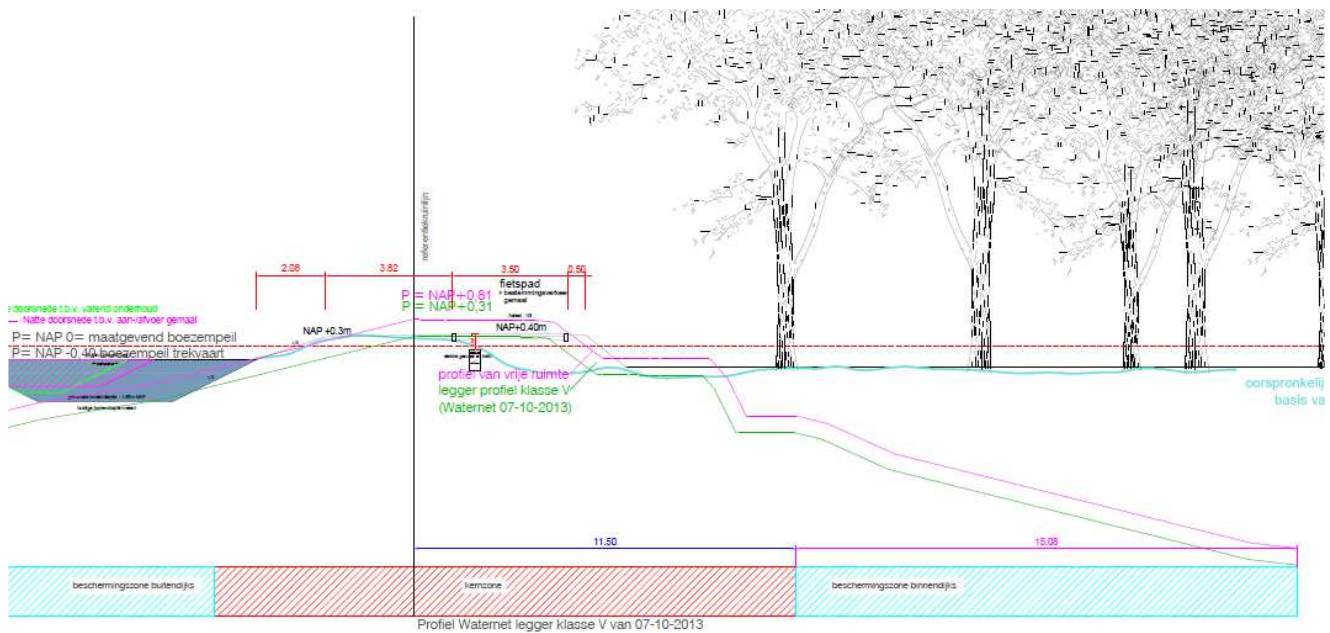 referentiekruinlijn
2.08
3.82
3.50
0.50
fietspad
+ bestemmingsverkeer
gemaal
P = NAP+0,81
P = NAP+0,31
e doorsnede t.b.v. varend onderhoud
Natte doorsnede t.b.v. aan-/afvoer gemaal
NAP +0.3m
NAP+0.40m
P= NAP 0= maatgevend boezempeil
P= NAP -0,40 boezempeil trekvaart
profiel van vrije ruimte
legger profiel klasse V
(Waternet 07-10-2013)
oorspronkelij
basis va
11.50
15.08
beschermingszone buitendijks
kernzone
beschermingszone binnendijks
Profiel Waternet legger klasse V van 07-10-2013